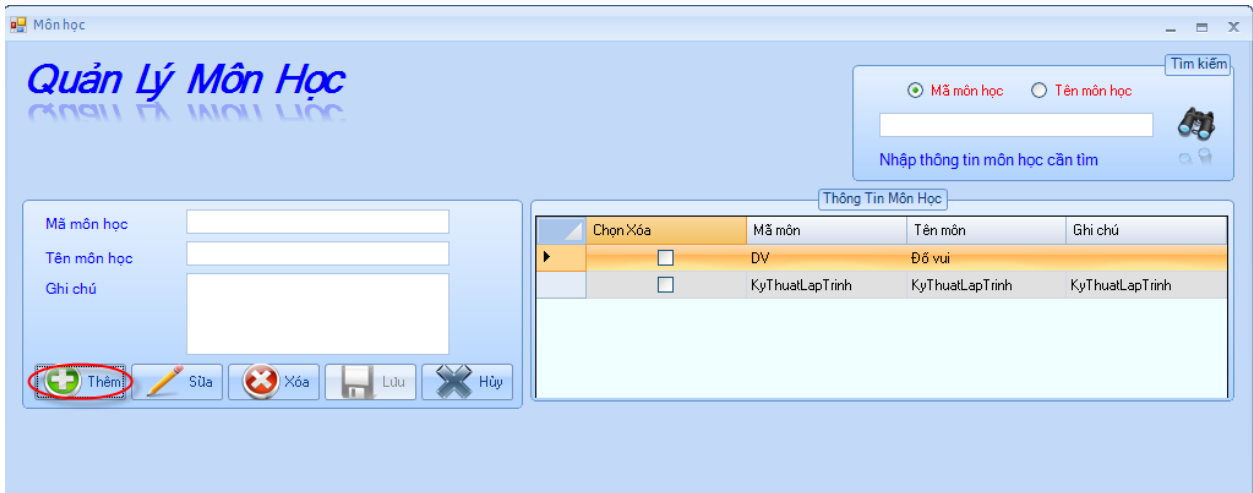 Môn học
Quản Lý Môn Học
Tìm kiếm
Mã môn học Tên môn học
Nhập thông tin môn học cần tìm
Mã môn học
Tên môn học
Ghi chú
Thêm Sửa Xóa Lưu Hủy
Thông Tin Môn Học
Chọn Xóa Mã môn Tên môn Ghi chú
DV Đố vui
KyThuatLapTrinh KyThuatLapTrinh KyThuatLapTrinh